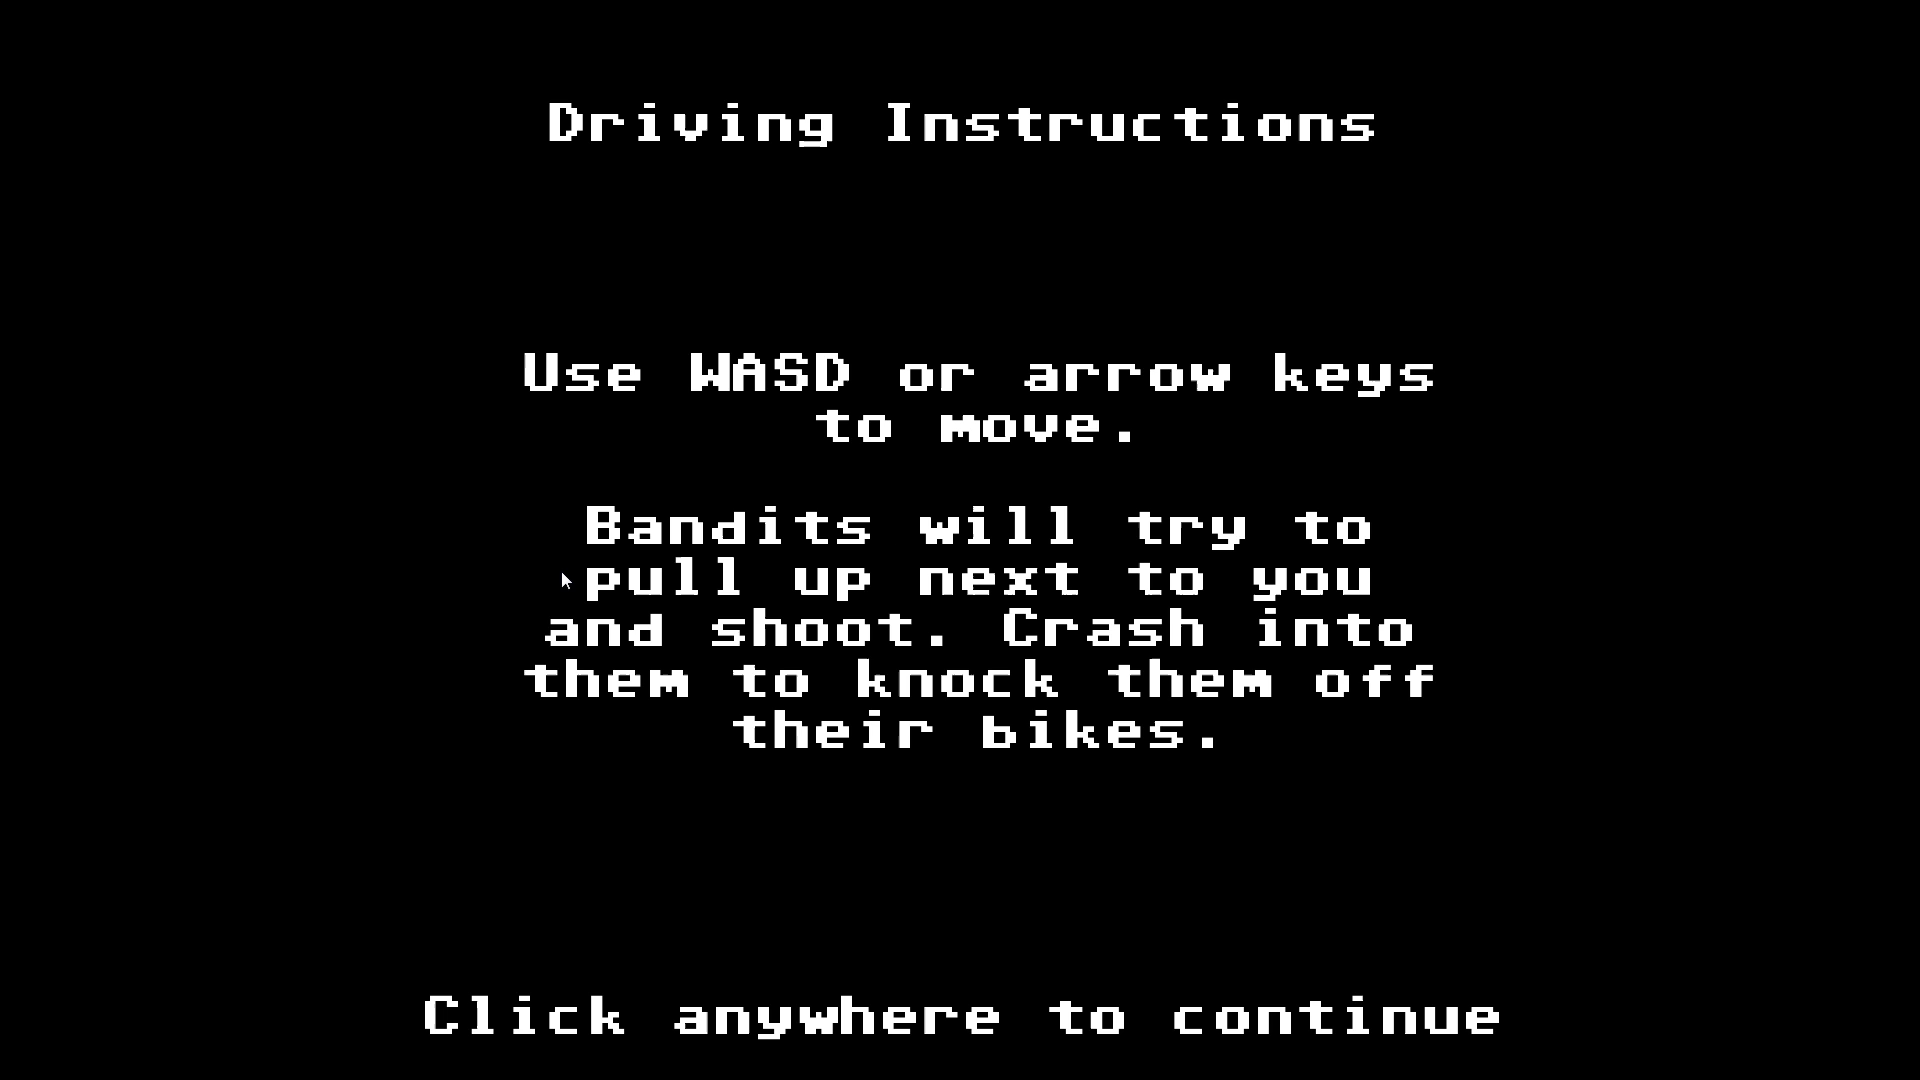 Driving Instructions
Use WASD or arrow keys
to move.
Bandits will try to
pull up next to you
and shoot. Crash into
them to knock them off
their bikes.
Click anywhere to continue